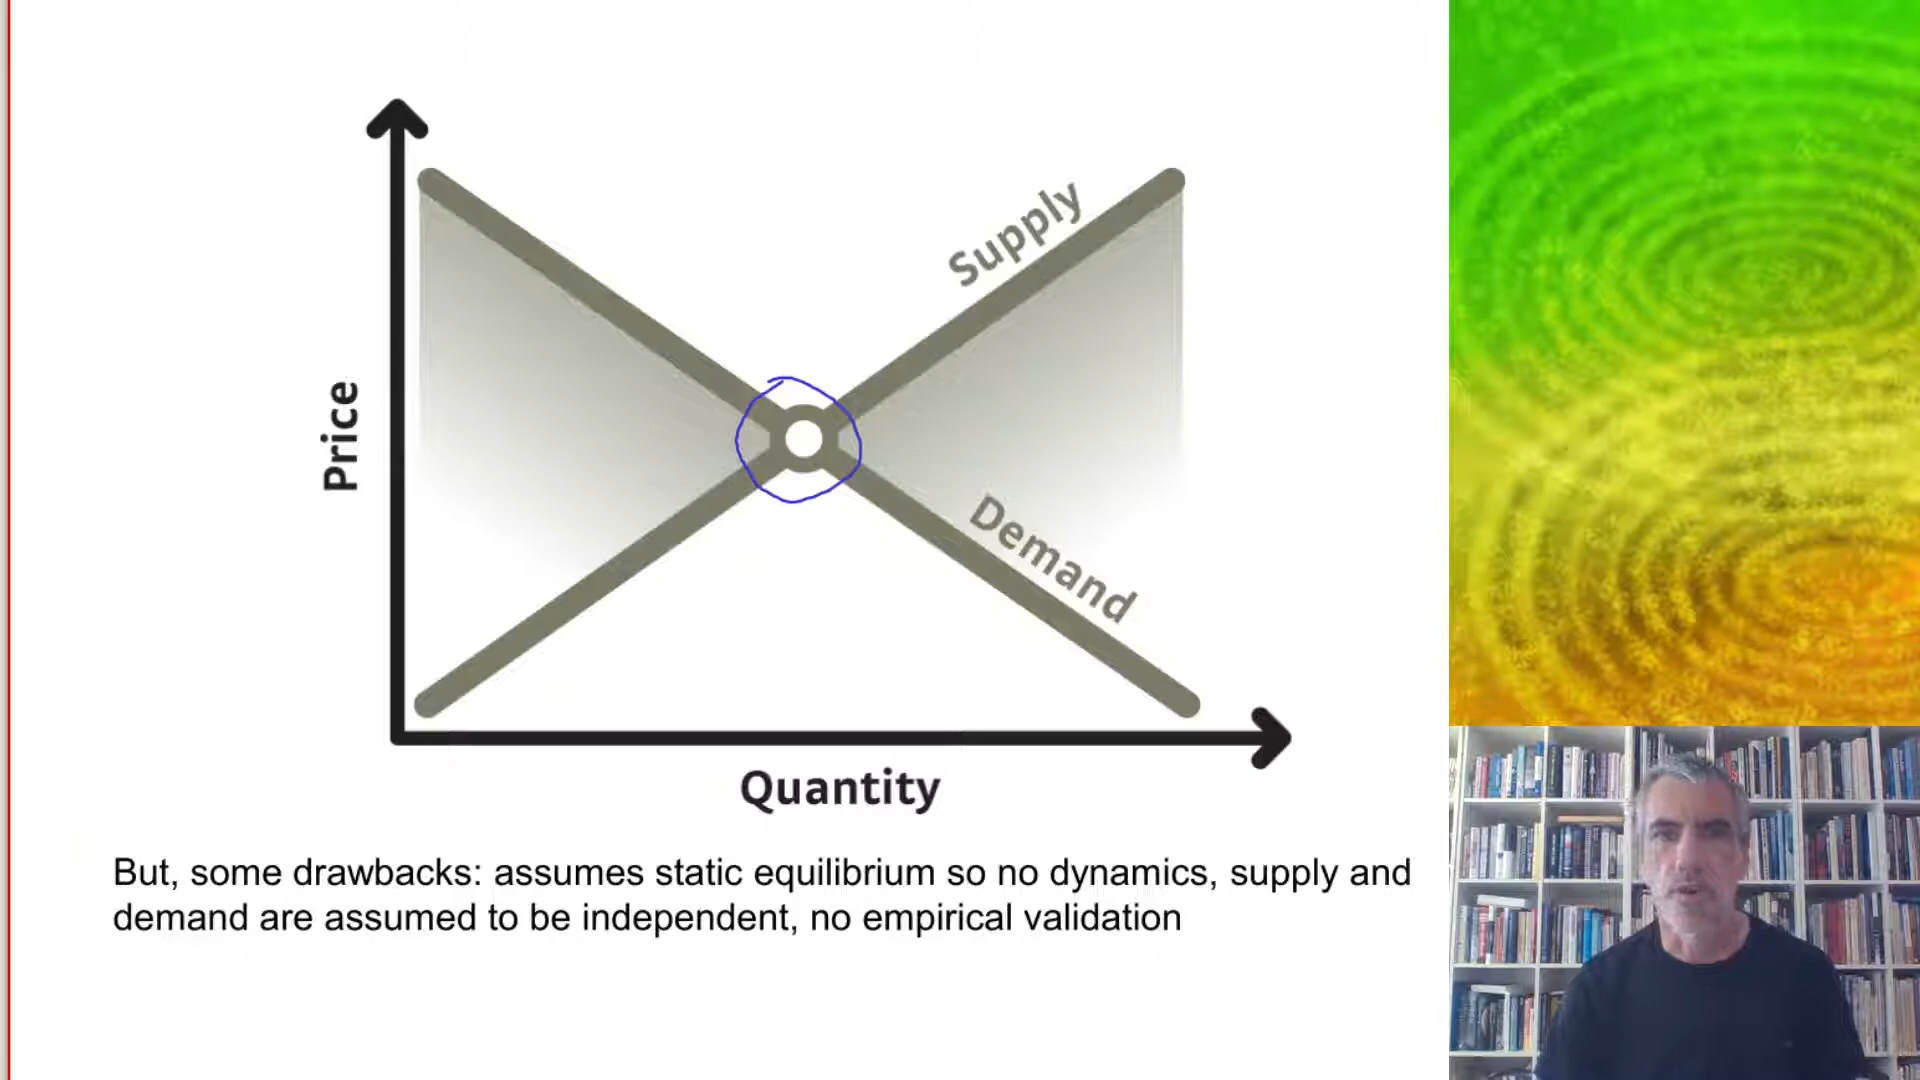 Supply
Price
Demand
Quantity
But, some drawbacks: assumes static equilibrium so no dynamics, supply and
demand are assumed to be independent, no empirical validation